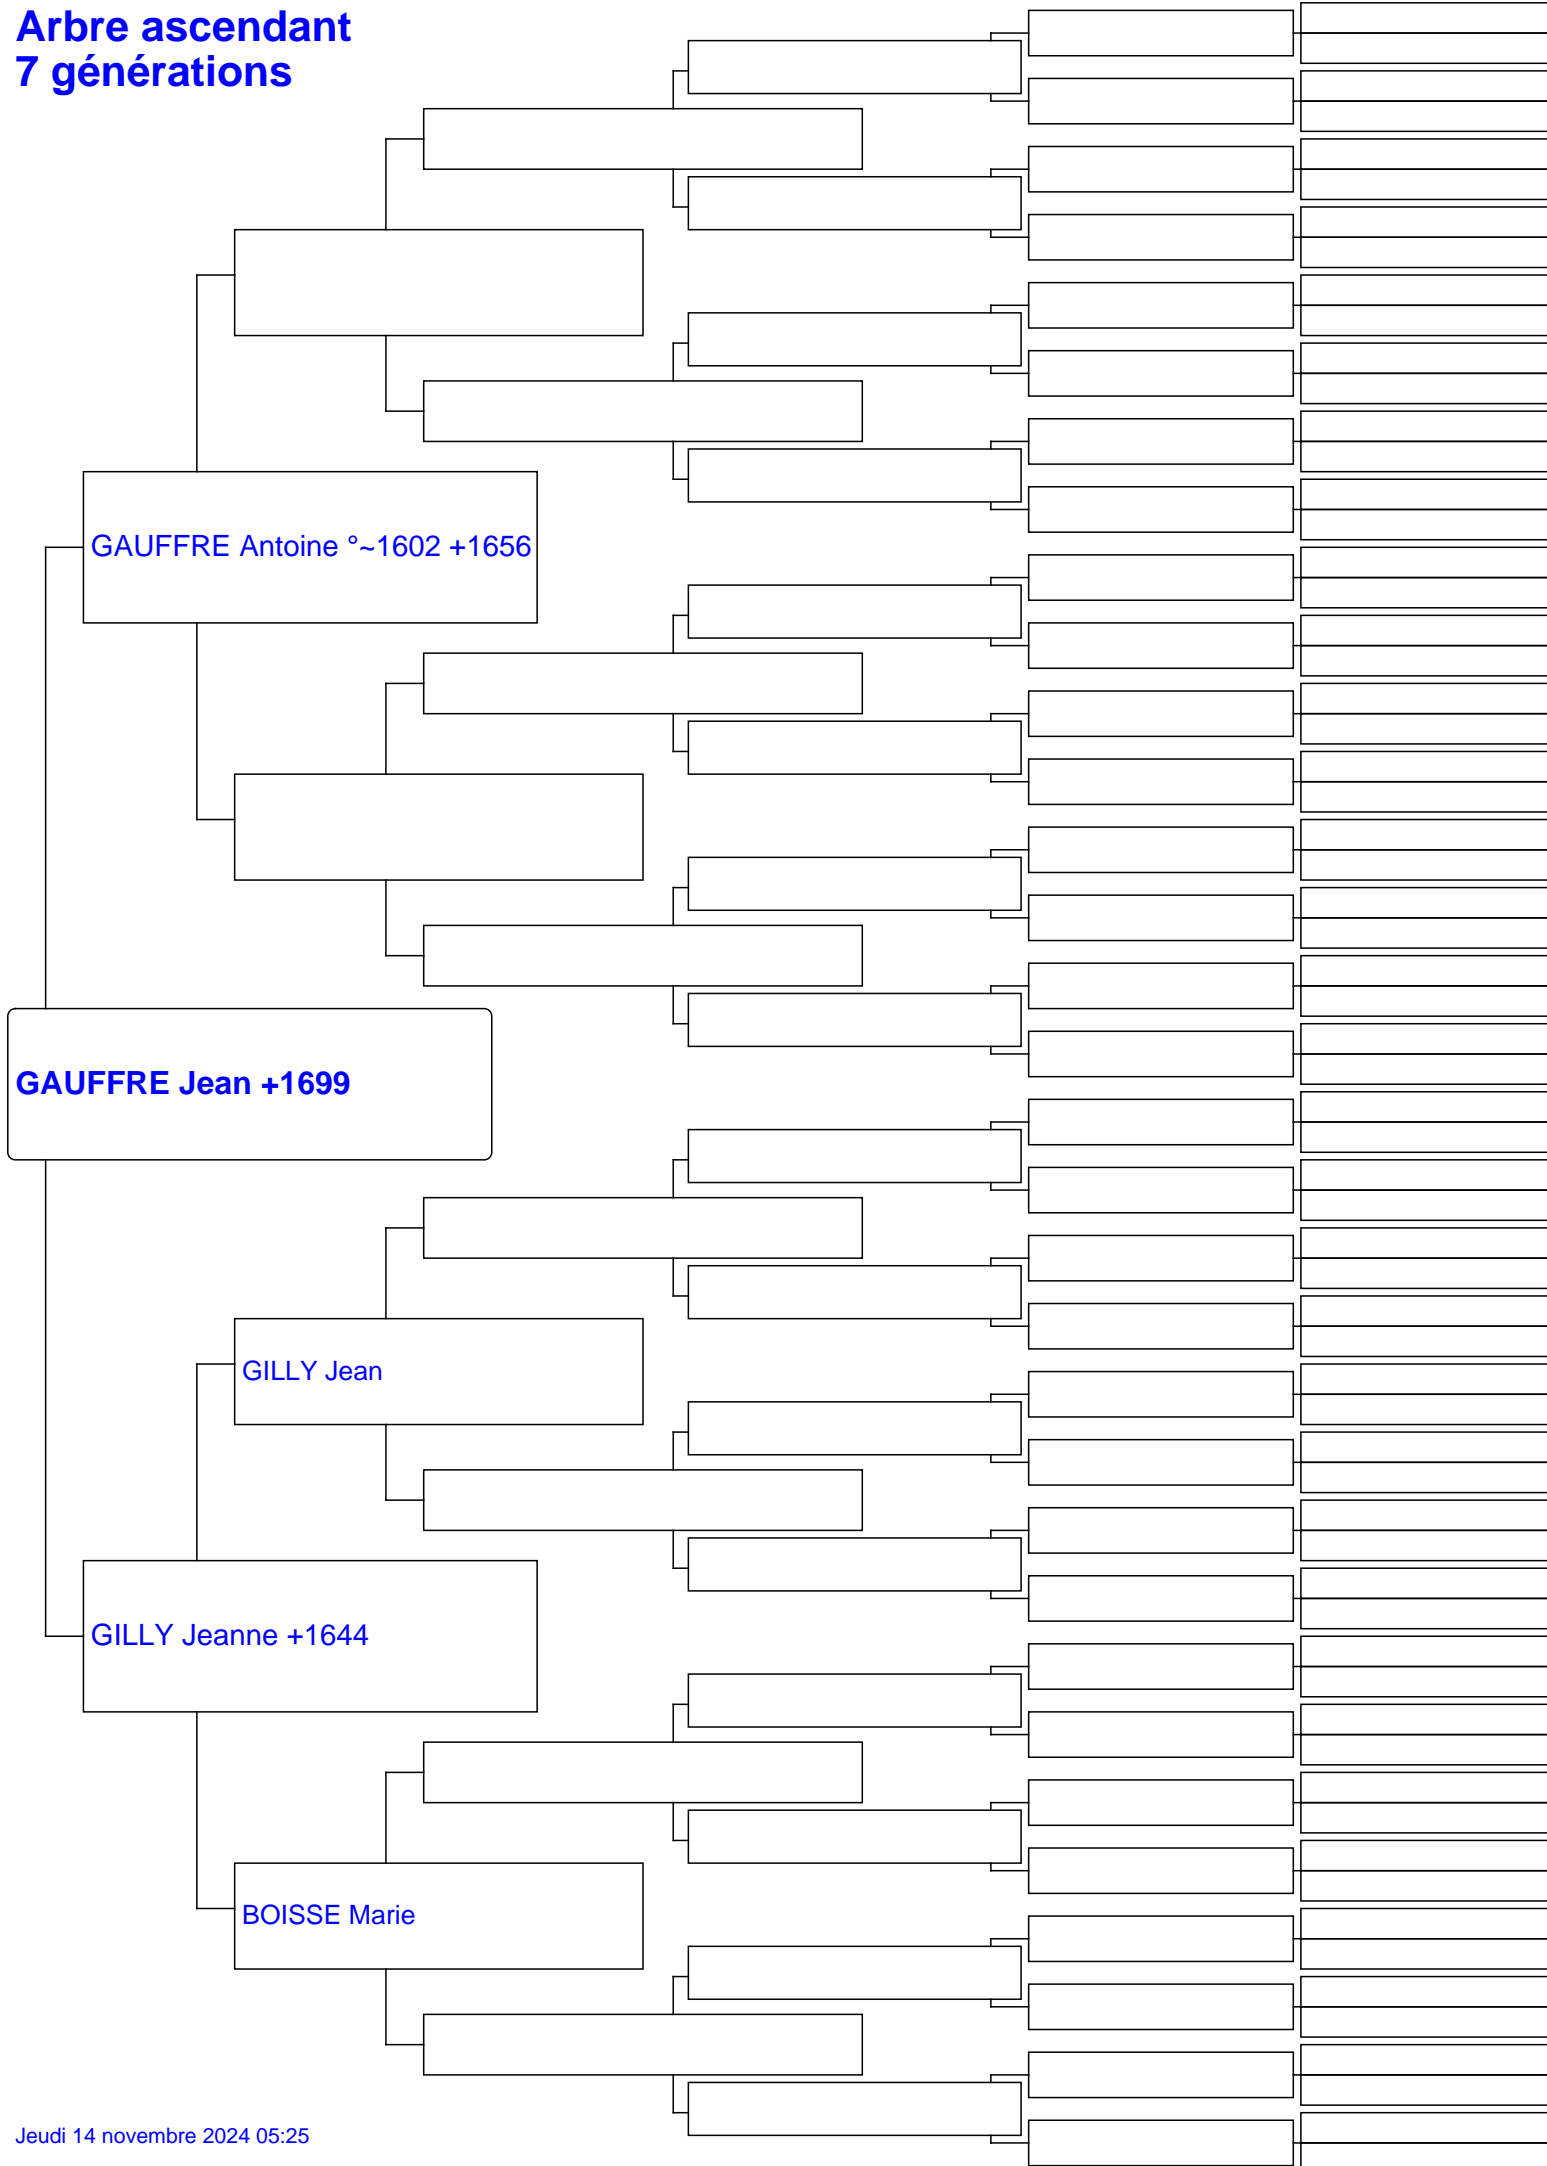 Arbre ascendant
7 générations
GAUFFRE Antoine °~1602 +1656
GAUFFRE Jean +1699
GILLY Jean
GILLY Jeanne +1644
BOISSE Marie
Jeudi 14 novembre 2024 05:25